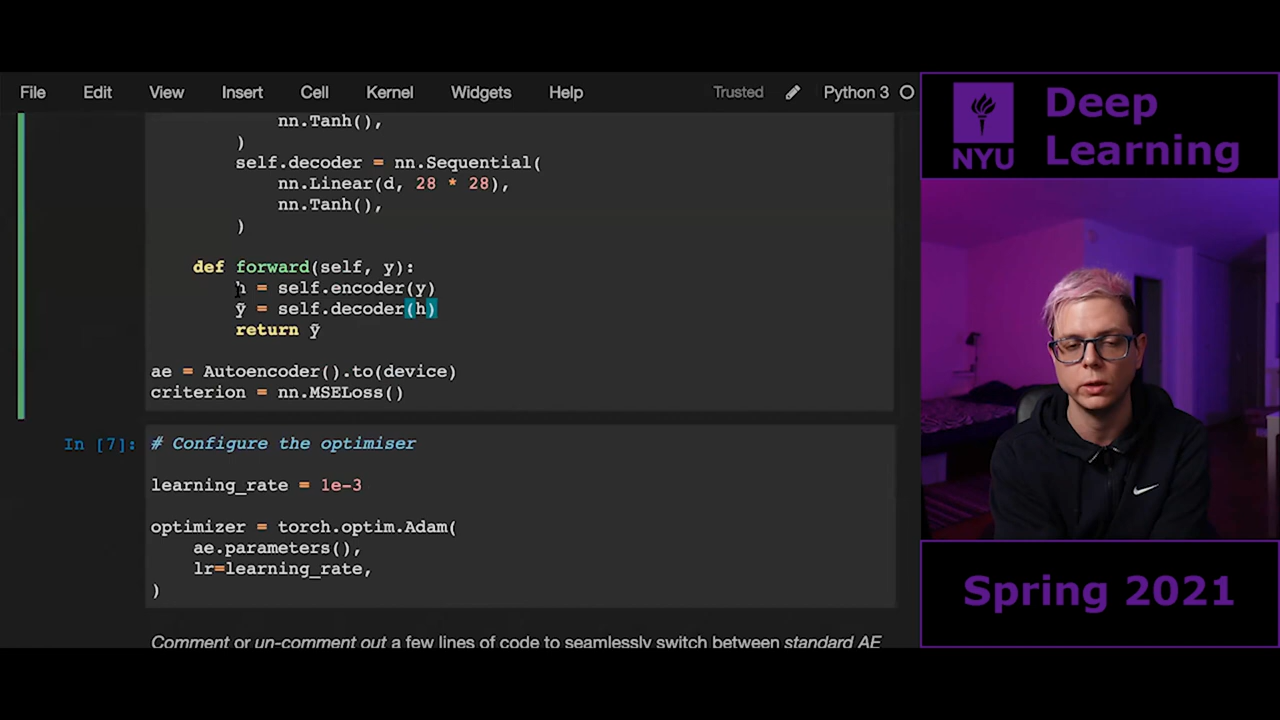 File Edit View Insert Cell Kernel Widgets Help Trusted Python 3
nn.Tanh(),
)
self.decoder = nn.Sequential(
nn.Linear(d, 28 * 28),
nn.Tanh(),
)
def forward(self, y):
h = self.encoder(y)
ỹ = self.decoder(h)
return ỹ
ae = Autoencoder().to(device)
criterion = nn.MSELoss()
In [7]: # Configure the optimiser
learning_rate = 1e-3
optimizer = torch.optim.Adam(
ae.parameters(),
lr=learning_rate,
)
Comment or un-comment out a few lines of code to seamlessly switch between standard AE
NYU
Deep
Learning
Spring 2021